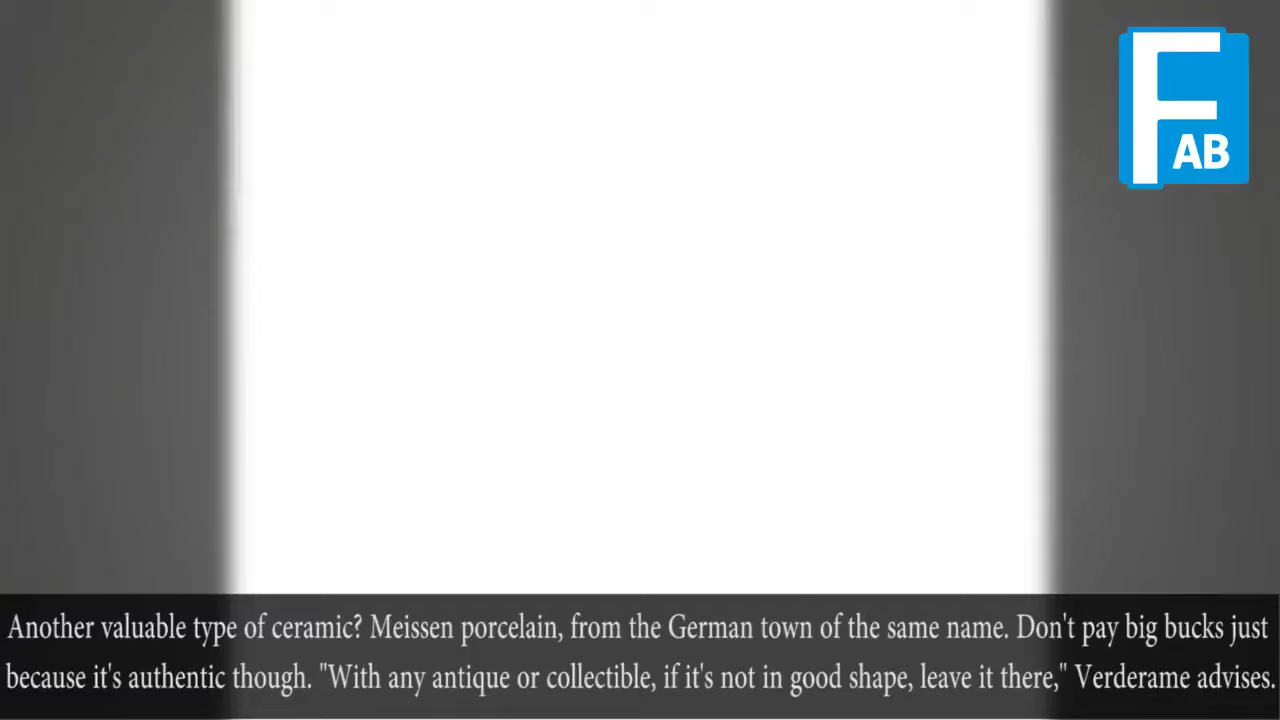 F
AB
Another valuable type of ceramic? Meissen porcelain, from the German town of the same name. Don't pay big bucks just
because it's authentic though. "With any antique or collectible, if it's not in good shape, leave it there," Verderame advises.